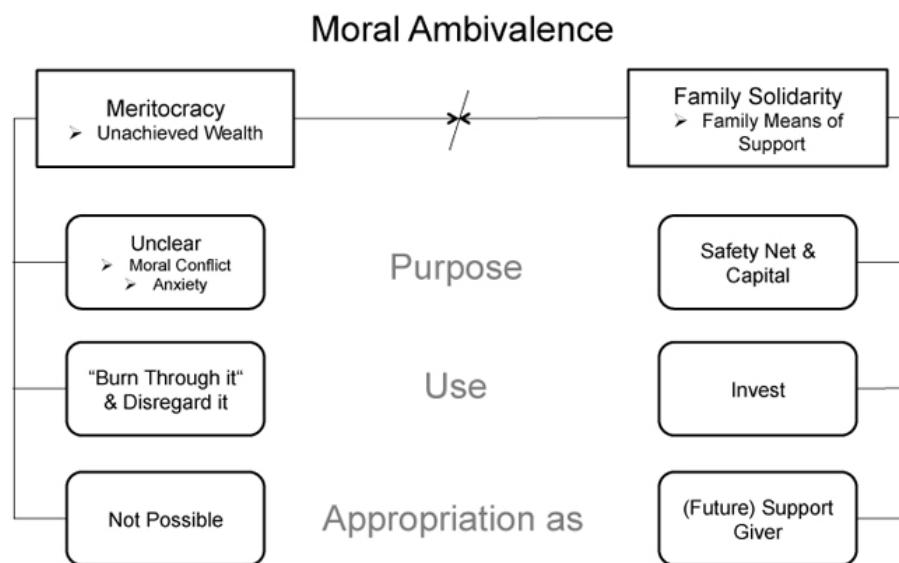 Moral Ambivalence
Meritocracy
➢ Unachieved Wealth
Family Solidarity
➢ Family Means of
Support
Unclear
➢ Moral Conflict
➢ Anxiety
Purpose
Safety Net &
Capital
“Burn Through it“
& Disregard it
Use
Invest
Not Possible
Appropriation as
(Future) Support
Giver